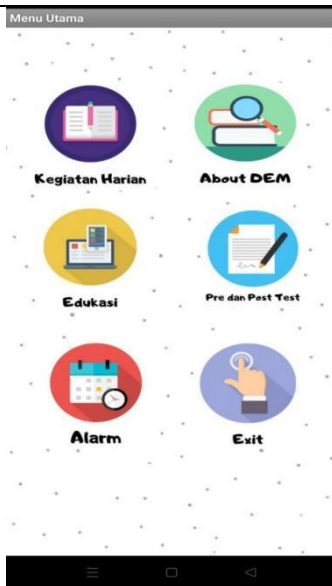 Menu Utama
Kegiatan Harian
About DEM
Edukasi
Pre dan Post Test
Alarm
Exit